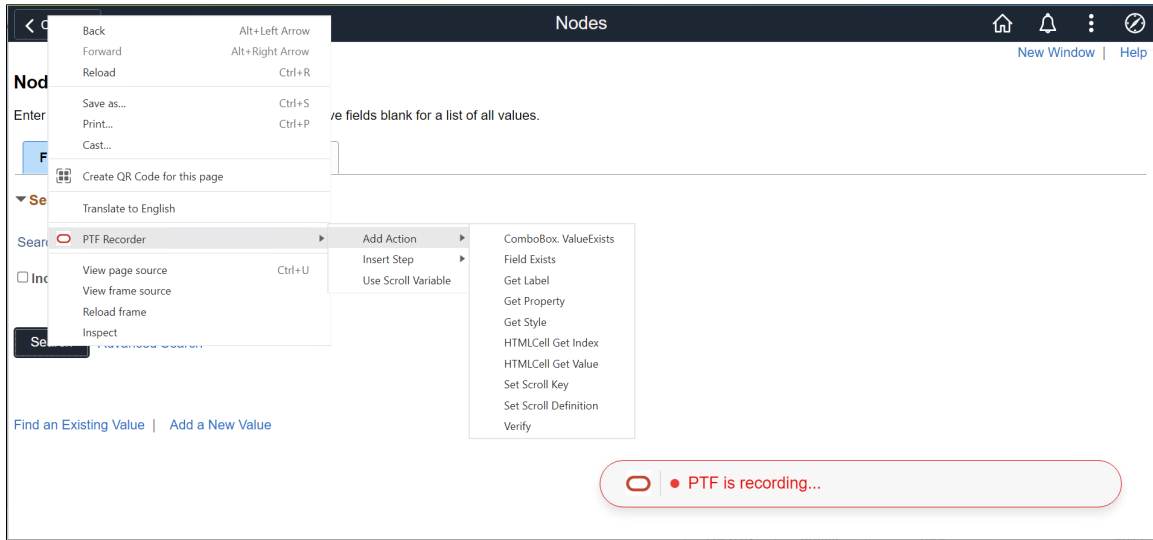 Nodes
New Window | Help
Back Alt+Left Arrow
Forward Alt+Right Arrow
Reload Ctrl+R
Save as... Ctrl+S
Print... Ctrl+P
Cast...
Create QR Code for this page
Translate to English
PTF Recorder
View page source Ctrl+U
View frame source
Reload frame
Inspect
Add Action
Insert Step
Use Scroll Variable
ComboBox. ValueExists
Field Exists
Get Label
Get Property
Get Style
HTMLCell Get Index
HTMLCell Get Value
Set Scroll Key
Set Scroll Definition
Verify
Nod
Enter ve fields blank for a list of all values.
F
Se
Sear
Inc
Se
Find an Existing Value | Add a New Value
PTF is recording...